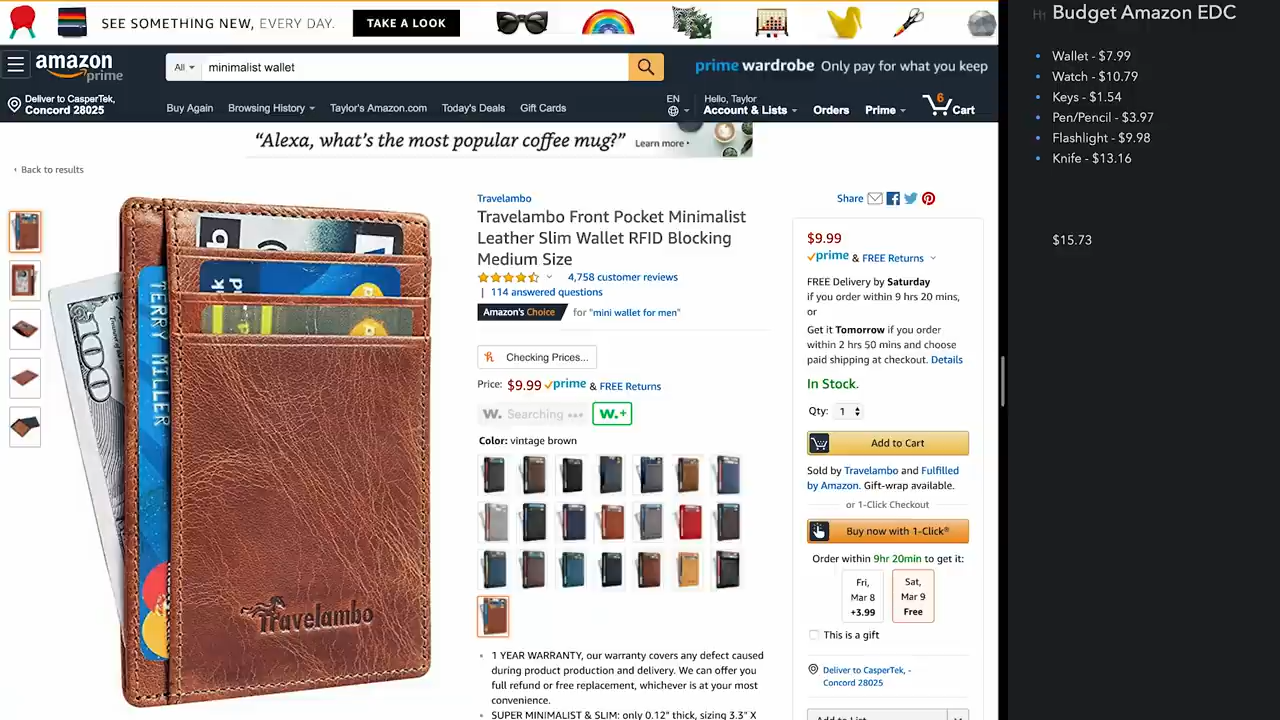 SEE SOMETHING NEW, EVERY DAY.
TAKE A LOOK
amazon
prime
All
minimalist wallet
prime wardrobe Only pay for what you keep
Deliver to CasperTek,
Concord 28025
Buy Again
Browsing History
Taylor's Amazon.com
Today's Deals
Gift Cards
EN
Hello, Taylor
Account & Lists
Orders
Prime
6
Cart
“Alexa, what's the most popular coffee mug?”
Learn more
‹ Back to results
100
TERRY MILLER
Travelambo
Travelambo
Travelambo Front Pocket Minimalist
Leather Slim Wallet RFID Blocking
Medium Size
4,758 customer reviews
| 114 answered questions
Amazon's Choice
for "mini wallet for men"
Checking Prices...
Price: $9.99 prime & FREE Returns
W. Searching •••
W.+
Color: vintage brown
• 1 YEAR WARRANTY, our warranty covers any defect caused
during product production and delivery. We can offer you
full refund or free replacement, whichever is at your most
convenience.
• SUPER MINIMALIST & SLIM: only 0.12" thick, sizing 3.3" X
Share
$9.99
prime & FREE Returns
FREE Delivery by Saturday
if you order within 9 hrs 20 mins,
or
Get it Tomorrow if you order
within 2 hrs 50 mins and choose
paid shipping at checkout. Details
In Stock.
Qty: 1
Add to Cart
Sold by Travelambo and Fulfilled
by Amazon. Gift-wrap available.
or 1-Click Checkout
Buy now with 1-Click®
Order within 9hr 20min to get it:
Fri,
Mar 8
+3.99
Sat,
Mar 9
Free
This is a gift
Deliver to CasperTek, -
Concord 28025
Add to List
H1 Budget Amazon EDC
• Wallet - $7.99
• Watch - $10.79
• Keys - $1.54
• Pen/Pencil - $3.97
• Flashlight - $9.98
• Knife - $13.16
$15.73